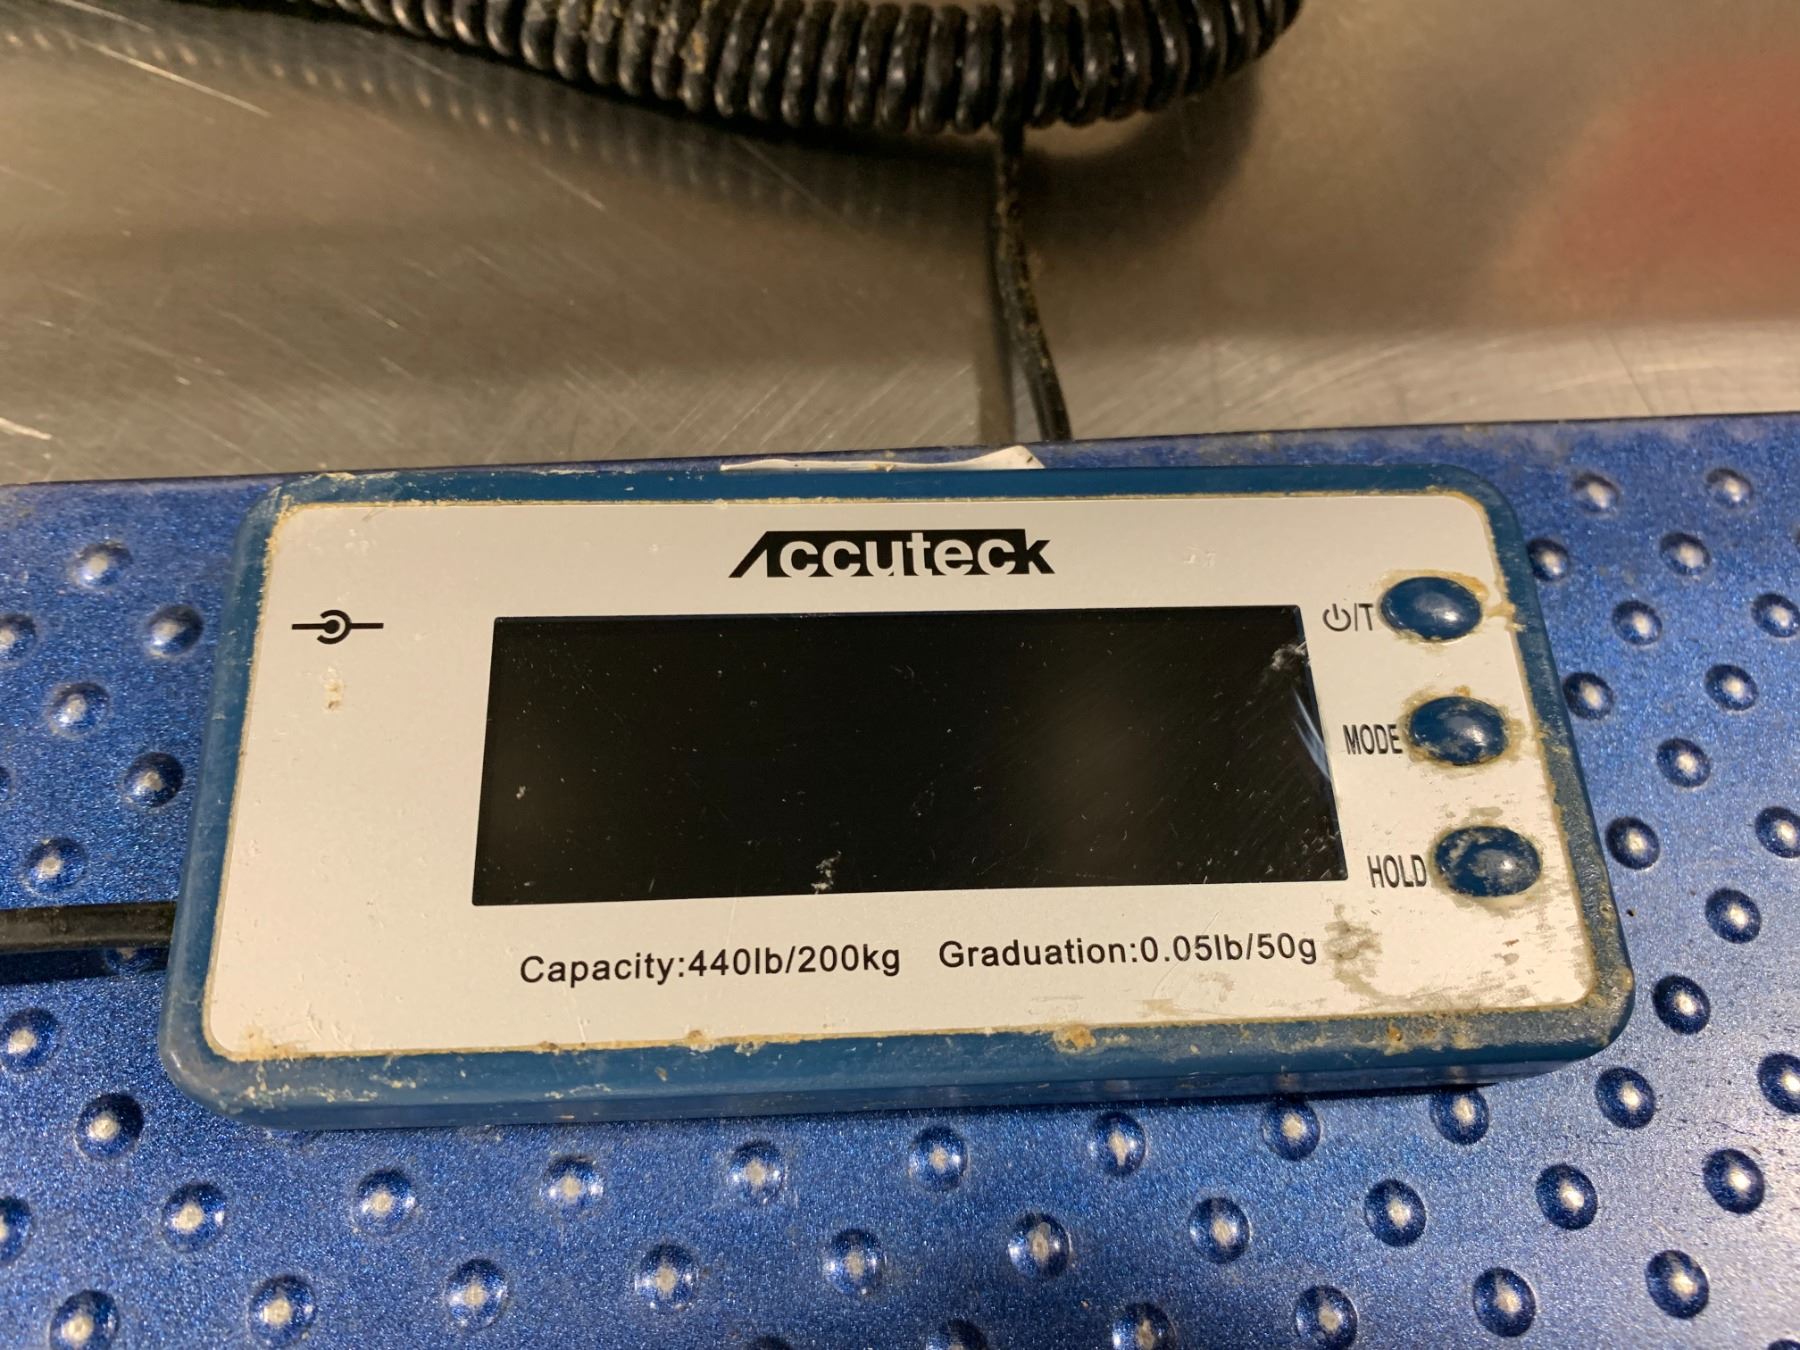 Accuteck
⏻/T
MODE
HOLD
Capacity:440lb/200kg Graduation:0.05lb/50g